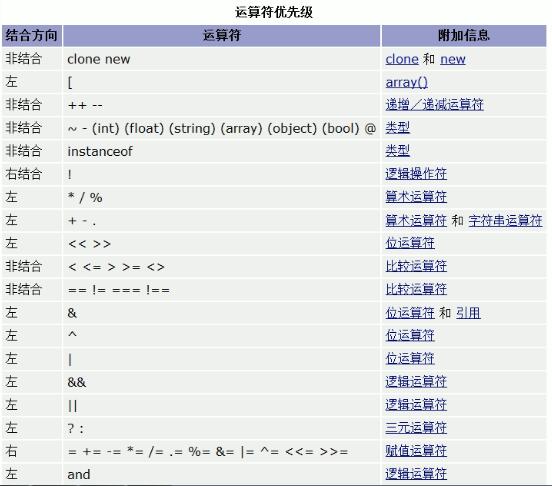 运算符优先级
结合方向 运算符 附加信息
非结合 clone new clone 和 new
左 [ array()
非结合 ++ -- 递增／递减运算符
非结合 ~ - (int) (float) (string) (array) (object) (bool) @ 类型
非结合 instanceof 类型
右结合 ! 逻辑操作符
左 * / % 算术运算符
左 + - . 算术运算符 和 字符串运算符
左 << >> 位运算符
非结合 < <= > >= <> 比较运算符
非结合 == != === !== 比较运算符
左 & 位运算符 和 引用
左 ^ 位运算符
左 | 位运算符
左 && 逻辑运算符
左 || 逻辑运算符
左 ? : 三元运算符
右 = += -= *= /= .= %= &= |= ^= <<= >>= 赋值运算符
左 and 逻辑运算符